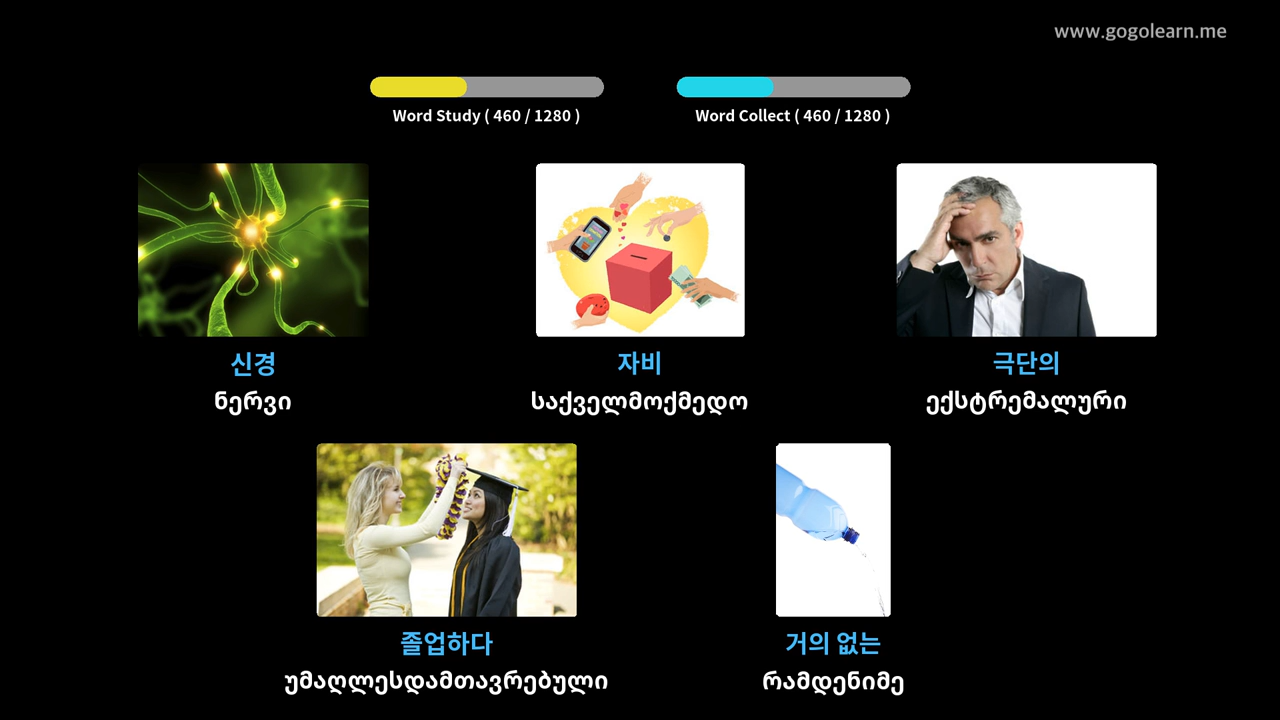 www.gogolearn.me
Word Study ( 460 / 1280 )
Word Collect ( 460 / 1280 )
신경
ნერვი
자비
საქველმოქმედო
극단의
ექსტრემალური
졸업하다
უმაღლესდამთავრებული
거의 없는
რამდენიმე